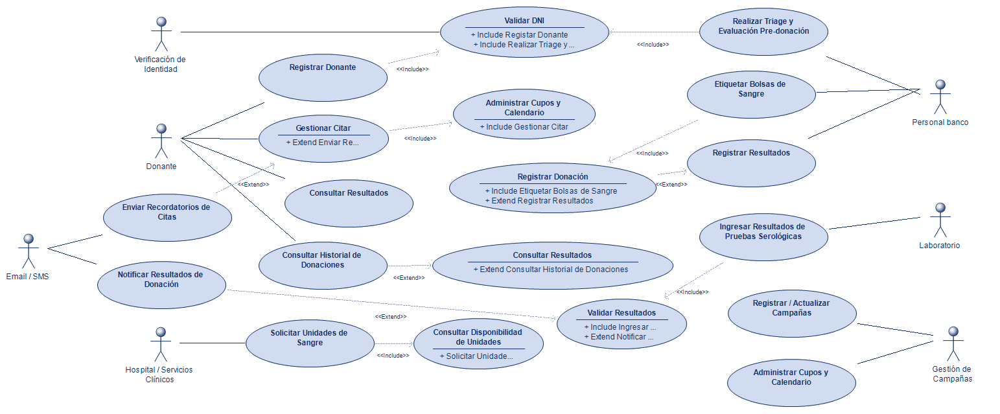 Validar DNI
+ Include Registar Donante
+ Include Realizar Triage y...
Realizar Triage y
Evaluación Pre-donación
<<Include>>
Verificación de
Identidad
Registrar Donante
<<Include>>
Etiquetar Bolsas de
Sangre
Personal banco
Administrar Cupos y
Calendario
+ Include Gestionar Citar
Gestionar Citar
+ Extend Enviar Re...
<<Include>>
Donante
<<Include>>
Registrar Resultados
Registrar Donación
+ Include Etiquetar Bolsas de Sangre
+ Extend Registrar Resultados
<<Extend>>
<<Extend>>
Consultar Resultados
Enviar Recordatorios de
Citas
Ingresar Resultados de
Pruebas Serológicas
Laboratorio
Email / SMS
Consultar Historial de
Donaciones
<<Extend>>
Consultar Resultados
+ Extend Consultar Historial de Donaciones
Notificar Resultados de
Donación
<<Include>>
<<Extend>>
Validar Resultados
+ Include Ingresar ...
+ Extend Notificar ...
Registrar / Actualizar
Campañas
Solicitar Unidades de
Sangre
<<Include>>
Consultar Disponibilidad
de Unidades
+ Solicitar Unidade...
Hospital / Servicios
Clínicos
Gestión de
Campañas
Administrar Cupos y
Calendario